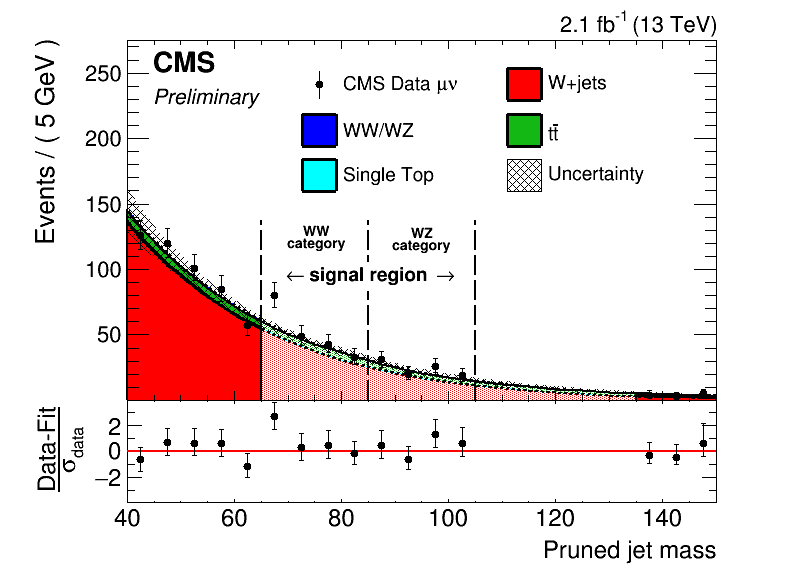 2.1 fb⁻¹ (13 TeV)
CMS
Preliminary
CMS Data μν
W+jets
WW/WZ
tt̄
Single Top
Uncertainty
Events / ( 5 GeV )
250
200
150
100
50
WW
category
WZ
category
← signal region →
Data-Fit
σdata
2
0
−2
40
60
80
100
120
140
Pruned jet mass